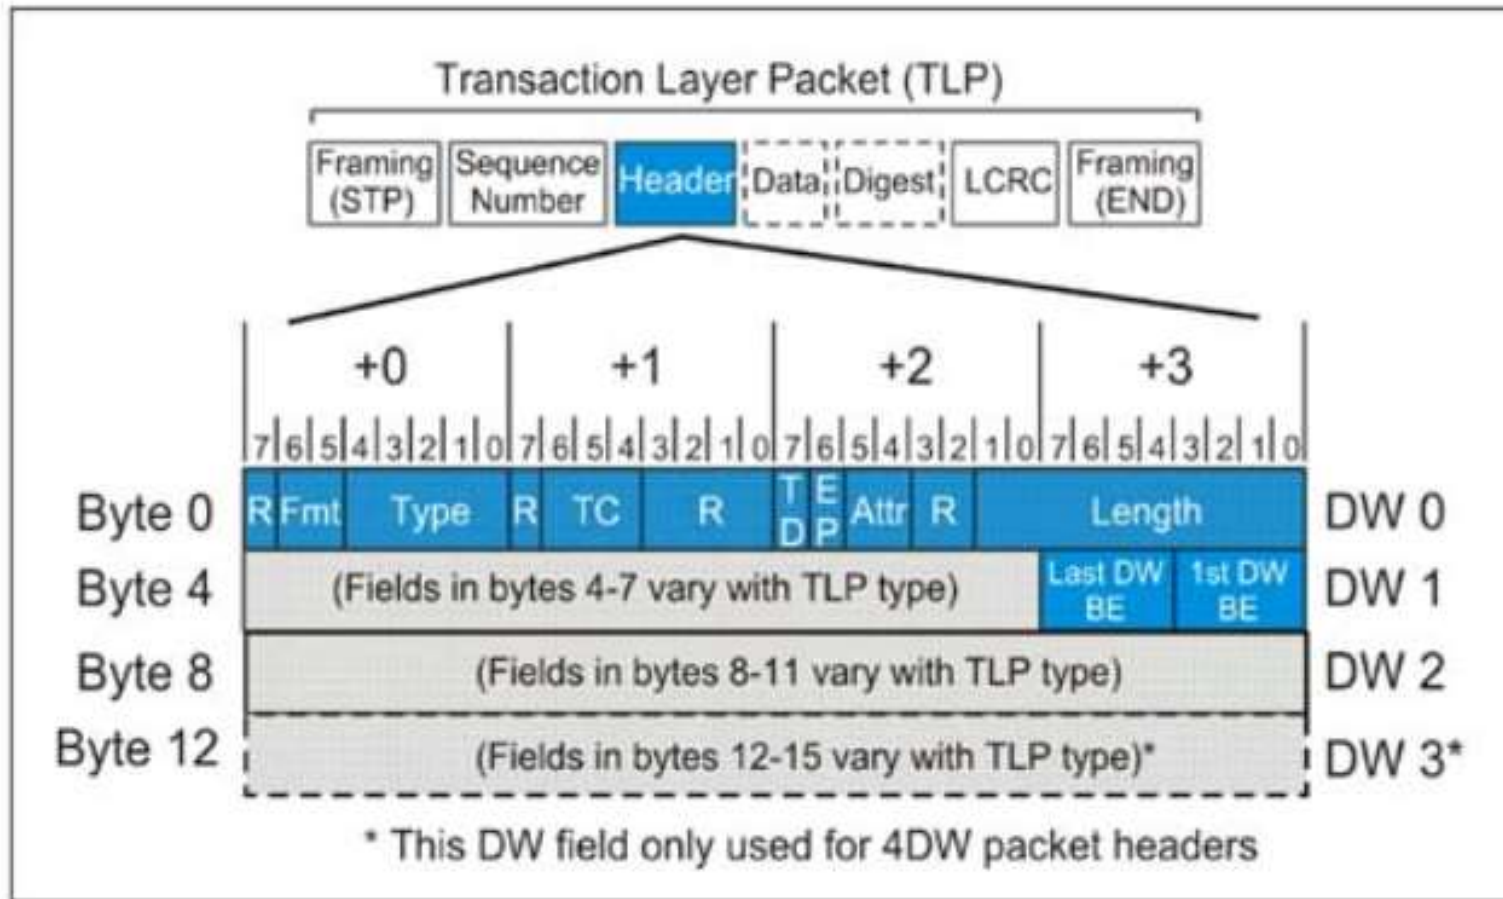 Transaction Layer Packet (TLP)
Framing (STP)
Sequence Number
Header
Data
Digest
LCRC
Framing (END)
+0 +1 +2 +3
7 6 5 4 3 2 1 0 7 6 5 4 3 2 1 0 7 6 5 4 3 2 1 0 7 6 5 4 3 2 1 0
Byte 0 R Fmt Type R TC R TD EP Attr R Length DW 0
Byte 4 (Fields in bytes 4-7 vary with TLP type) Last DW BE 1st DW BE DW 1
Byte 8 (Fields in bytes 8-11 vary with TLP type) DW 2
Byte 12 (Fields in bytes 12-15 vary with TLP type)* DW 3*
* This DW field only used for 4DW packet headers